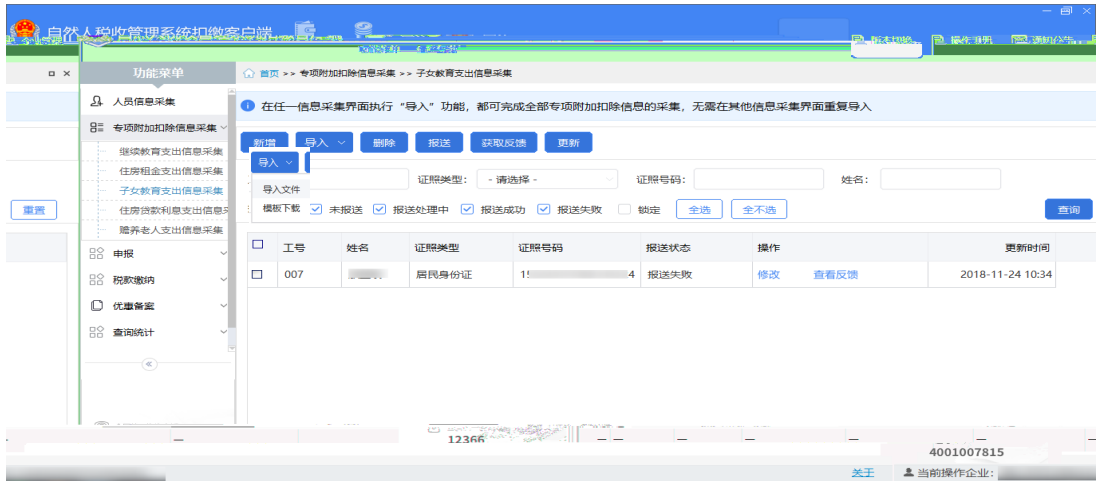 自然人税收管理系统扣缴客户端
功能菜单
首页 >> 专项附加扣除信息采集 >> 子女教育支出信息采集
人员信息采集
在任一信息采集界面执行“导入”功能，都可完成全部专项附加扣除信息的采集，无需在其他信息采集界面重复导入
专项附加扣除信息采集
新增 导入 删除 报送 获取反馈 更新
继续教育支出信息采集
导入
住房租金支出信息采集
证照类型： - 请选择 - 证照号码： 姓名：
子女教育支出信息采集
导入文件
重置
住房贷款利息支出信息采
模板下载 未报送 报送处理中 报送成功 报送失败 锁定 全选 全不选 查询
赡养老人支出信息采集
工号 姓名 证照类型 证照号码 报送状态 操作 更新时间
申报
007 居民身份证 1 4 报送失败 修改 查看反馈 2018-11-24 10:34
税款缴纳
优惠备案
查询统计
12366
4001007815
关于 当前操作企业：